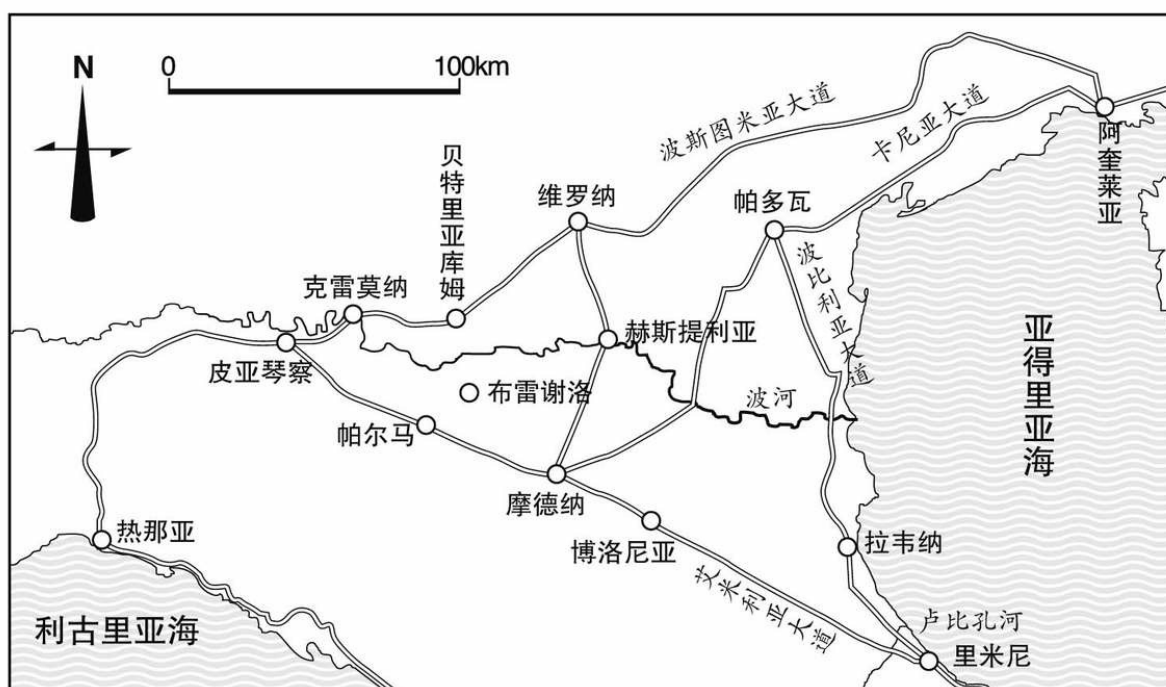 N
0 100km
波斯图米亚大道
卡尼亚大道
阿奎莱亚
贝特里亚库姆
维罗纳
帕多瓦
波比利亚大道
克雷莫纳
赫斯提利亚
皮亚琴察
布雷谢洛
波河
亚得里亚海
帕尔马
摩德纳
热那亚
博洛尼亚
拉韦纳
艾米利亚大道
利古里亚海
卢比孔河
里米尼